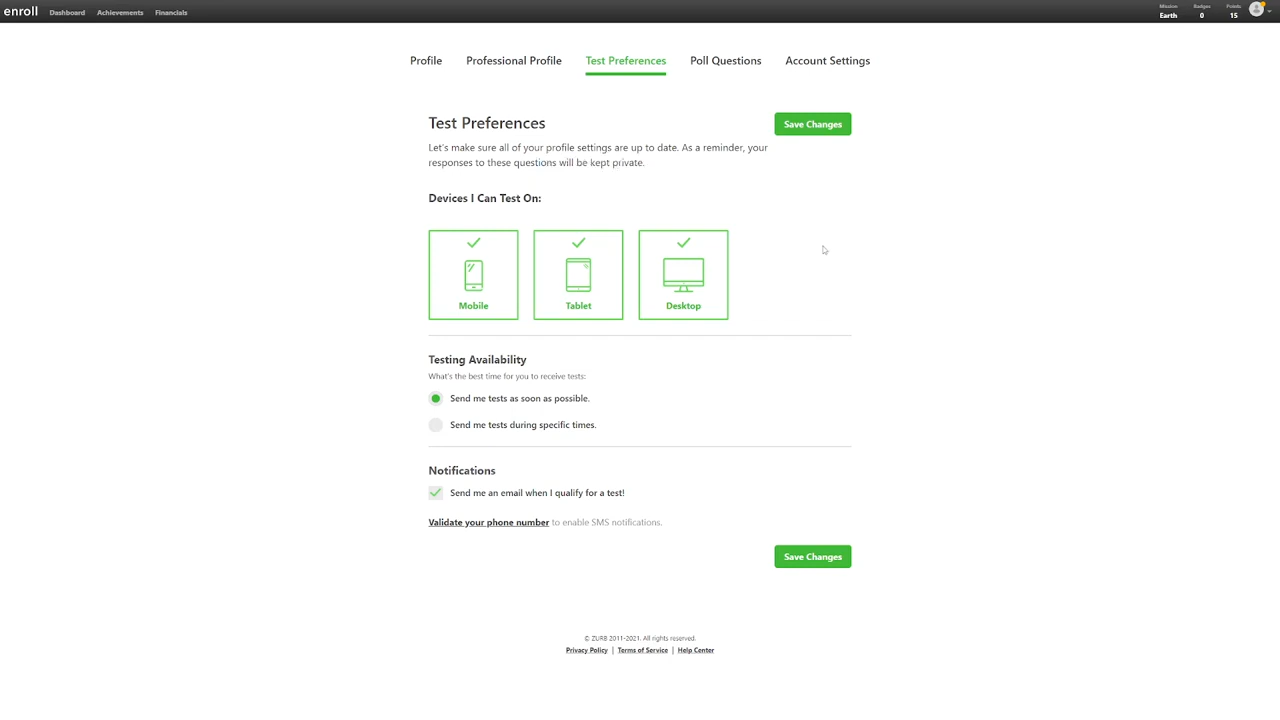 enroll Dashboard Achievements Financials Mission Badges Points
Earth 0 15
Profile Professional Profile Test Preferences Poll Questions Account Settings
Test Preferences
Save Changes
Let's make sure all of your profile settings are up to date. As a reminder, your
responses to these questions will be kept private.
Devices I Can Test On:
Mobile Tablet Desktop
Testing Availability
What's the best time for you to receive tests:
Send me tests as soon as possible.
Send me tests during specific times.
Notifications
Send me an email when I qualify for a test!
Validate your phone number to enable SMS notifications.
Save Changes
© ZURB 2011-2021. All rights reserved.
Privacy Policy | Terms of Service | Help Center